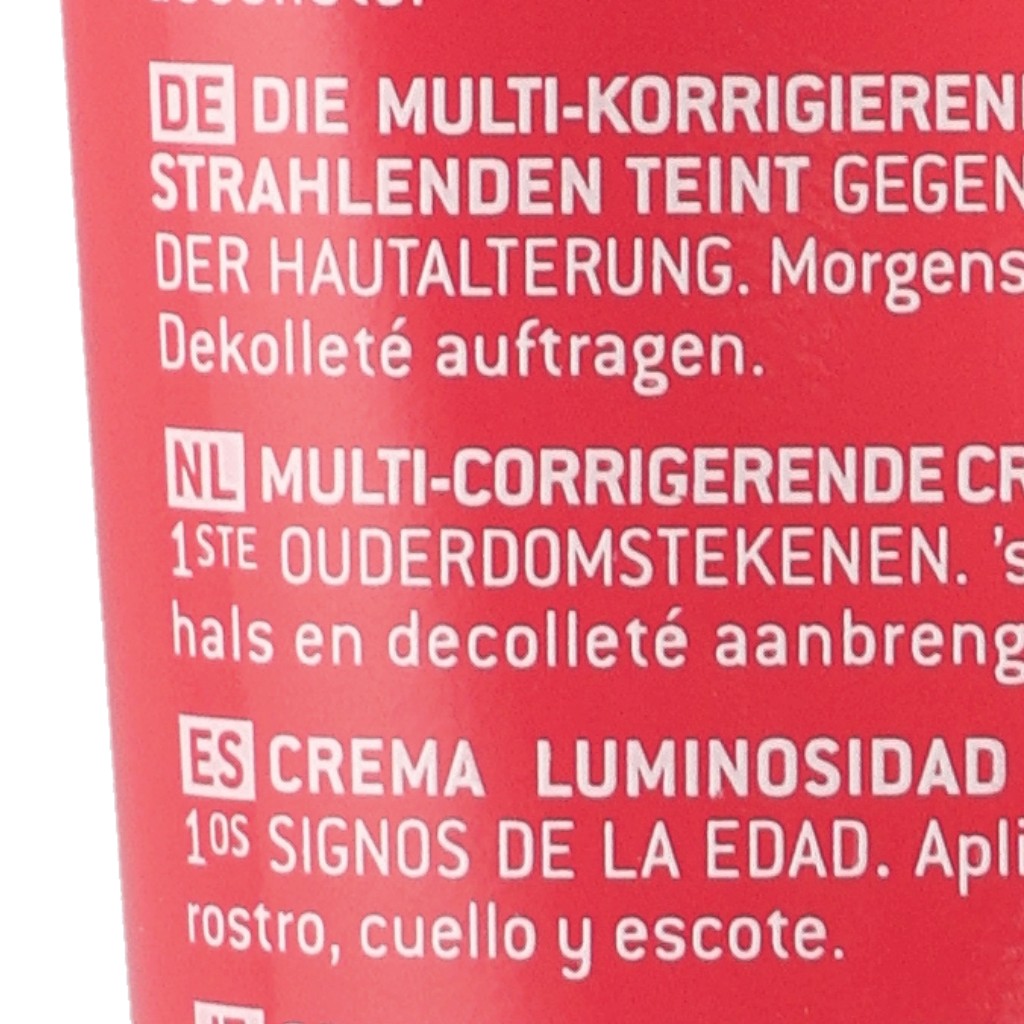 DE DIE MULTI-KORRIGIEREN
STRAHLENDEN TEINT GEGEN
DER HAUTALTERUNG. Morgens
Dekolleté auftragen.
NL MULTI-CORRIGERENDE CR
1STE OUDERDOMSTEKENEN. 's
hals en decolleté aanbreng
ES CREMA LUMINOSIDAD
1OS SIGNOS DE LA EDAD. Apli
rostro, cuello y escote.